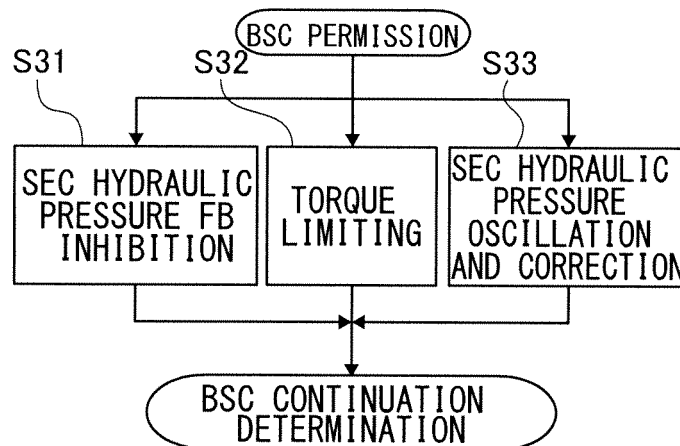 BSC PERMISSION
S31
S32
S33
SEC HYDRAULIC
PRESSURE FB
INHIBITION
TORQUE
LIMITING
SEC HYDRAULIC
PRESSURE
OSCILLATION
AND CORRECTION
BSC CONTINUATION
DETERMINATION